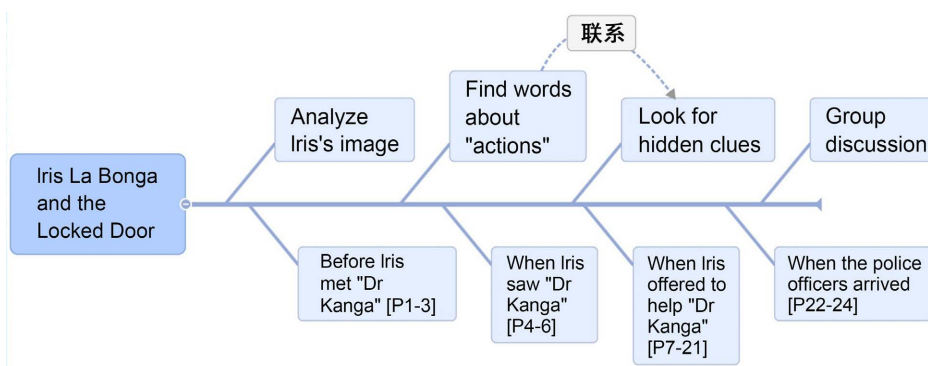 联系
Find words
about
"actions"
Analyze
Iris's image
Look for
hidden clues
Group
discussion
Iris La Bonga
and the
Locked Door
Before Iris
met "Dr
Kanga" [P1-3]
When Iris
saw "Dr
Kanga"
[P4-6]
When Iris
offered to
help "Dr
Kanga"
[P7-21]
When the police
officers arrived
[P22-24]